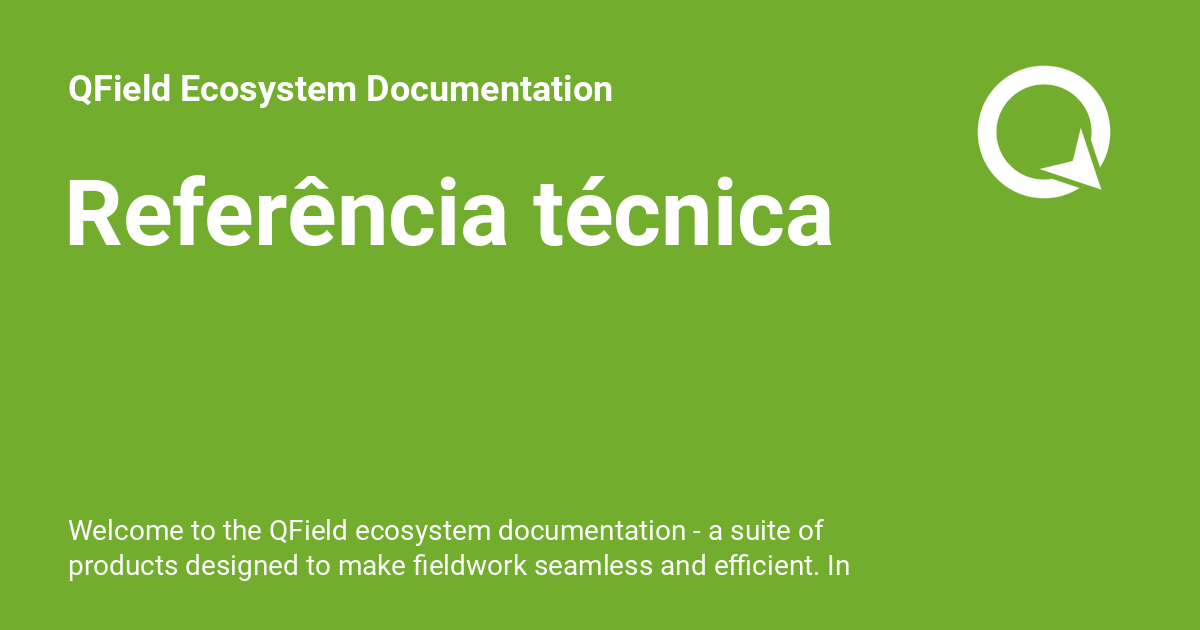 QField Ecosystem Documentation
Referência técnica
Welcome to the QField ecosystem documentation - a suite of
products designed to make fieldwork seamless and efficient. In